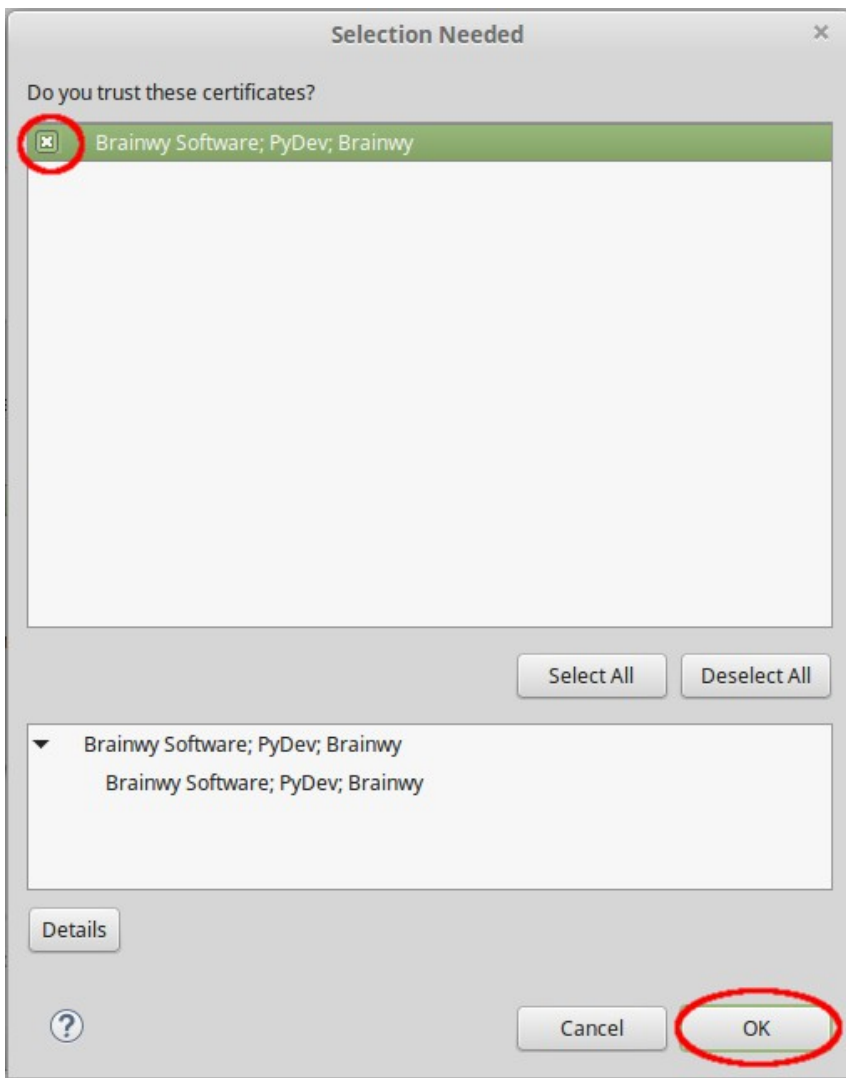 Selection Needed
Do you trust these certificates?
Brainwy Software; PyDev; Brainwy
Select All
Deselect All
Brainwy Software; PyDev; Brainwy
Brainwy Software; PyDev; Brainwy
Details
?
Cancel
OK